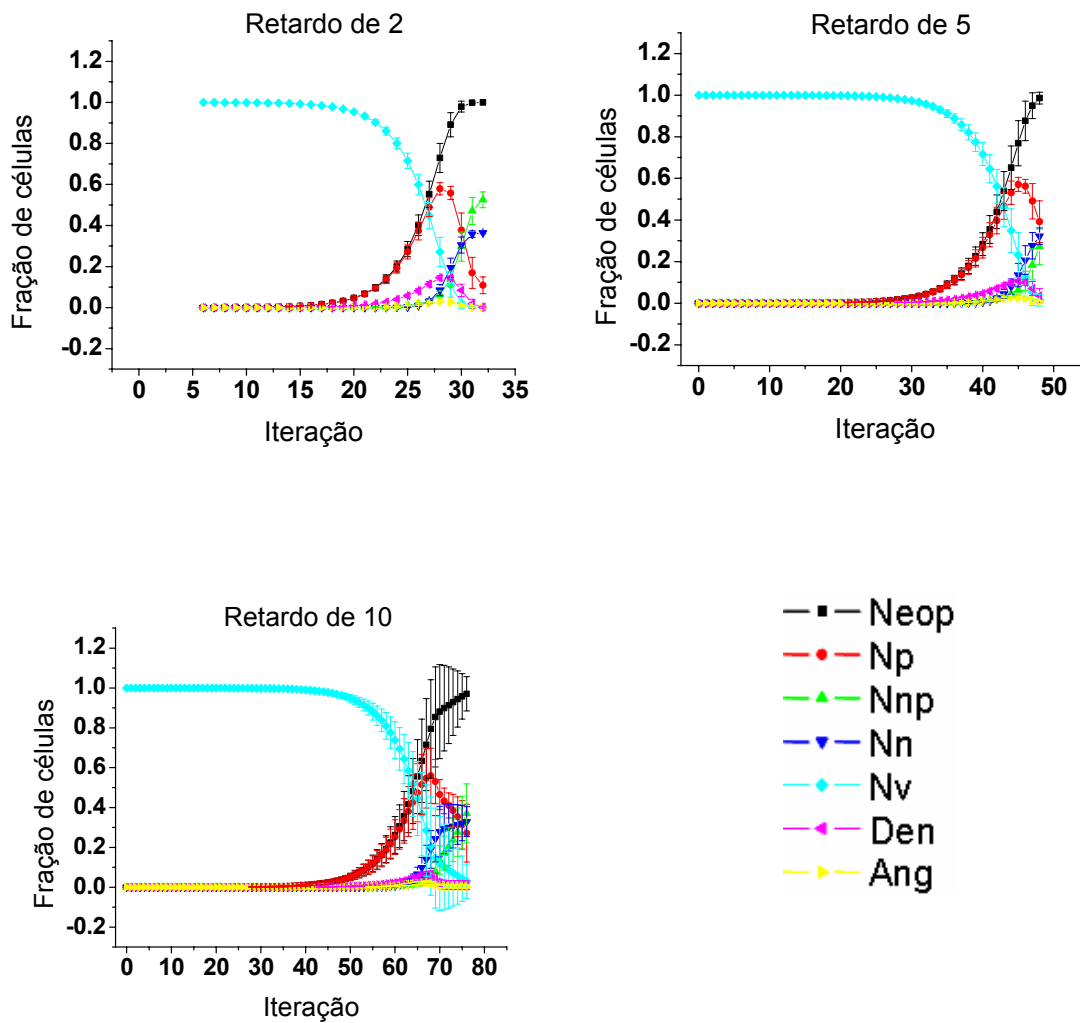 Retardo de 2
1.2
1.0
0.8
0.6
0.4
0.2
0.0
-0.2
Fração de células
0 5 10 15 20 25 30 35
Iteração
Retardo de 5
1.2
1.0
0.8
0.6
0.4
0.2
0.0
-0.2
Fração de células
0 10 20 30 40 50
Iteração
Retardo de 10
1.2
1.0
0.8
0.6
0.4
0.2
0.0
-0.2
Fração de células
0 10 20 30 40 50 60 70 80
Iteração
Neop
Np
Nnp
Nn
Nv
Den
Ang